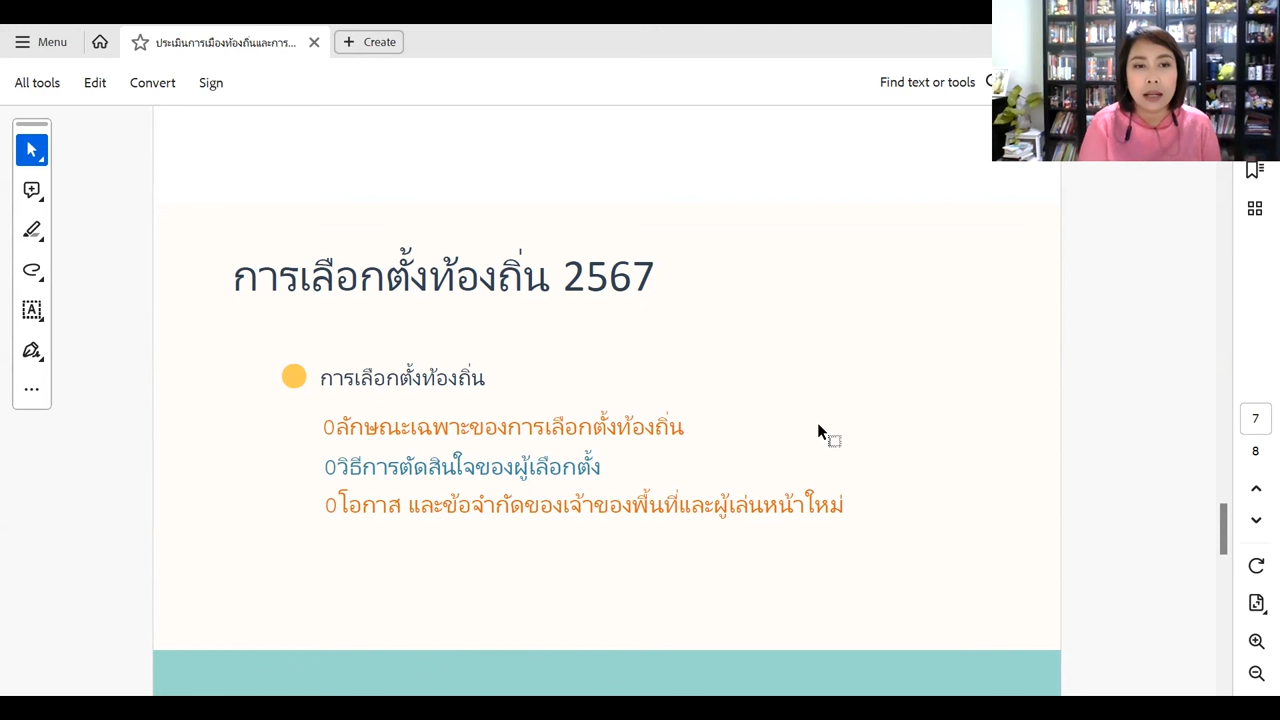 Menu
ประเมินการเมืองท้องถิ่นและการ...
Create
All tools
Edit
Convert
Sign
Find text or tools
การเลือกตั้งท้องถิ่น 2567
การเลือกตั้งท้องถิ่น
0ลักษณะเฉพาะของการเลือกตั้งท้องถิ่น
0วิธีการตัดสินใจของผู้เลือกตั้ง
0โอกาส และข้อจำกัดของเจ้าของพื้นที่และผู้เล่นหน้าใหม่
7
8